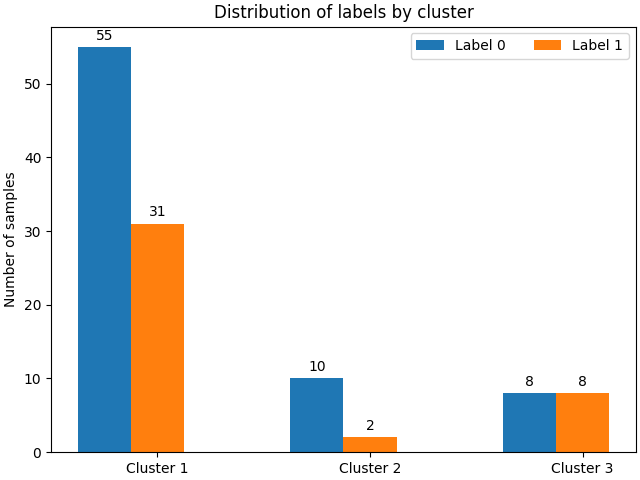 Distribution of labels by cluster
Label 0
Label 1
Number of samples
50
40
30
20
10
0
55
31
10
2
8
8
Cluster 1
Cluster 2
Cluster 3